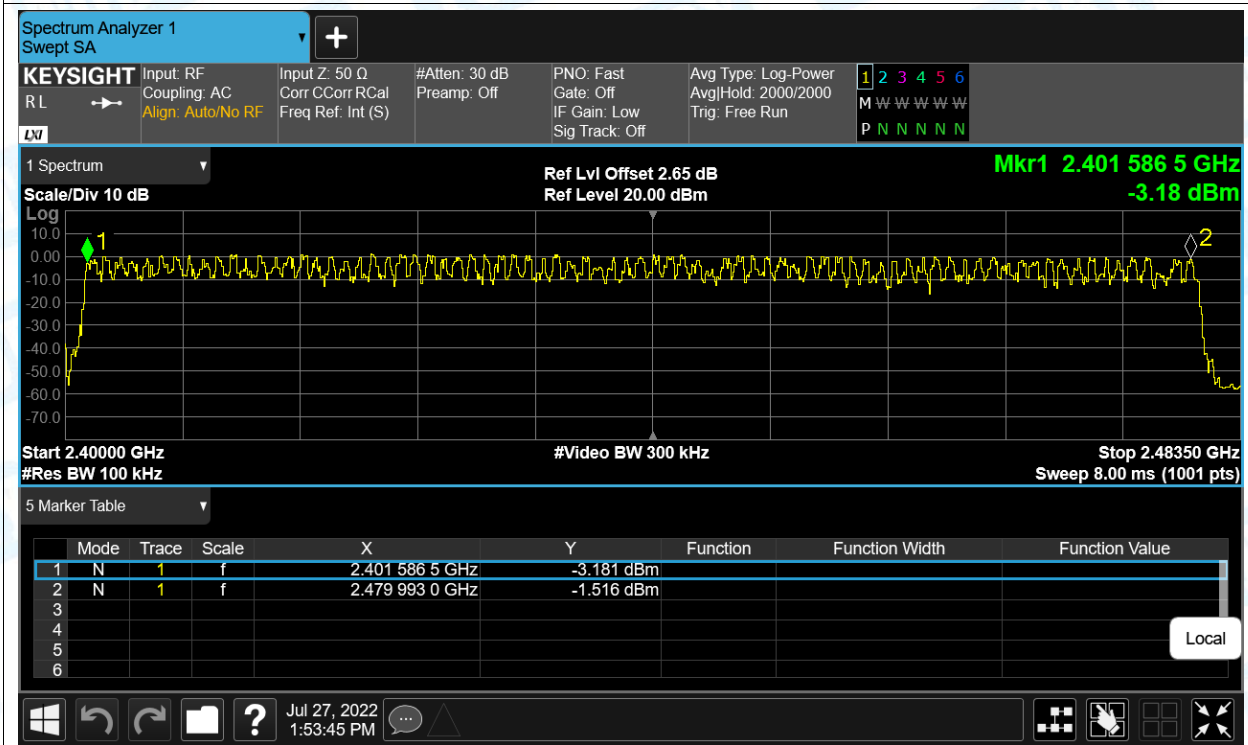 Spectrum Analyzer 1
Swept SA
KEYSIGHT
R L
LXI
Input: RF
Coupling: AC
Align: Auto/No RF
Input Z: 50 Ω
Corr CCorr RCal
Freq Ref: Int (S)
#Atten: 30 dB
Preamp: Off
PNO: Fast
Gate: Off
IF Gain: Low
Sig Track: Off
Avg Type: Log-Power
Avg|Hold: 2000/2000
Trig: Free Run
1 2 3 4 5 6
M W W W W W
P N N N N N
1 Spectrum
Scale/Div 10 dB
Ref Lvl Offset 2.65 dB
Ref Level 20.00 dBm
Mkr1 2.401 586 5 GHz
-3.18 dBm
Log
10.0
0.00
-10.0
-20.0
-30.0
-40.0
-50.0
-60.0
-70.0
1
2
Start 2.40000 GHz
#Res BW 100 kHz
#Video BW 300 kHz
Stop 2.48350 GHz
Sweep 8.00 ms (1001 pts)
5 Marker Table
Mode Trace Scale X Y Function Function Width Function Value
1 N 1 f 2.401 586 5 GHz -3.181 dBm
2 N 1 f 2.479 993 0 GHz -1.516 dBm
3
4
5
6
Local
?
Jul 27, 2022
1:53:45 PM